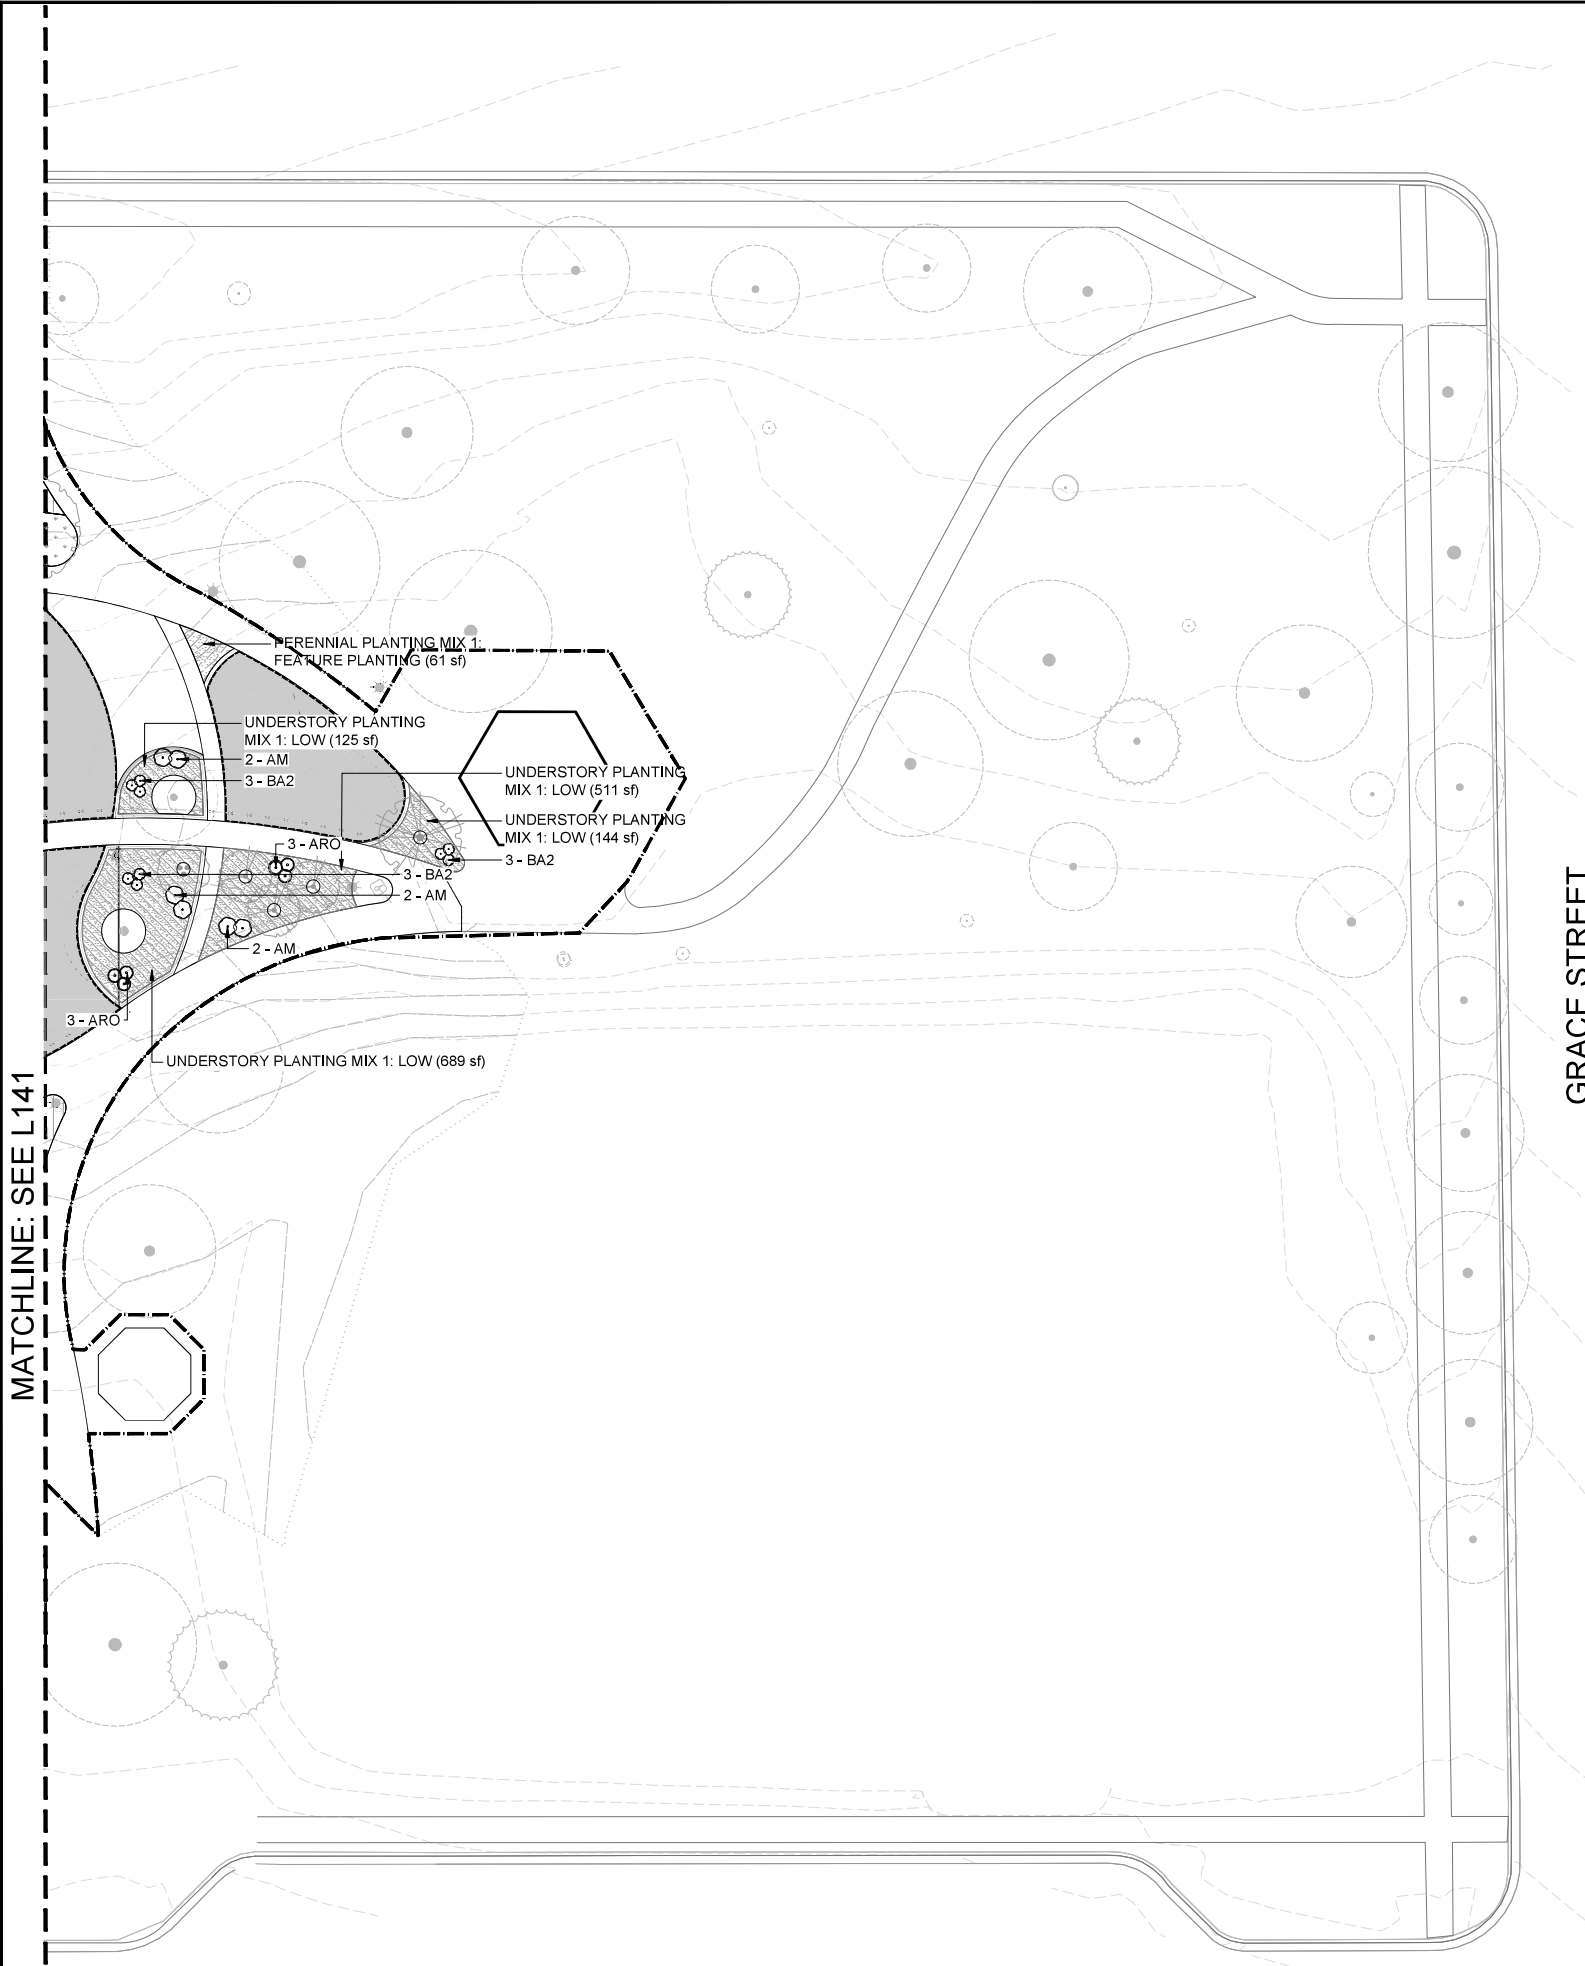 PERENNIAL PLANTING MIX 1:
FEATURE PLANTING (61 sf)
UNDERSTORY PLANTING
MIX 1: LOW (125 sf)
2 - AM
3 - BA2
UNDERSTORY PLANTING
MIX 1: LOW (511 sf)
UNDERSTORY PLANTING
MIX 1: LOW (144 sf)
3 - BA2
3 - ARO
3 - BA2
2 - AM
2 - AM
3 - ARO
UNDERSTORY PLANTING MIX 1: LOW (689 sf)
MATCHLINE: SEE L141
GRACE STREET